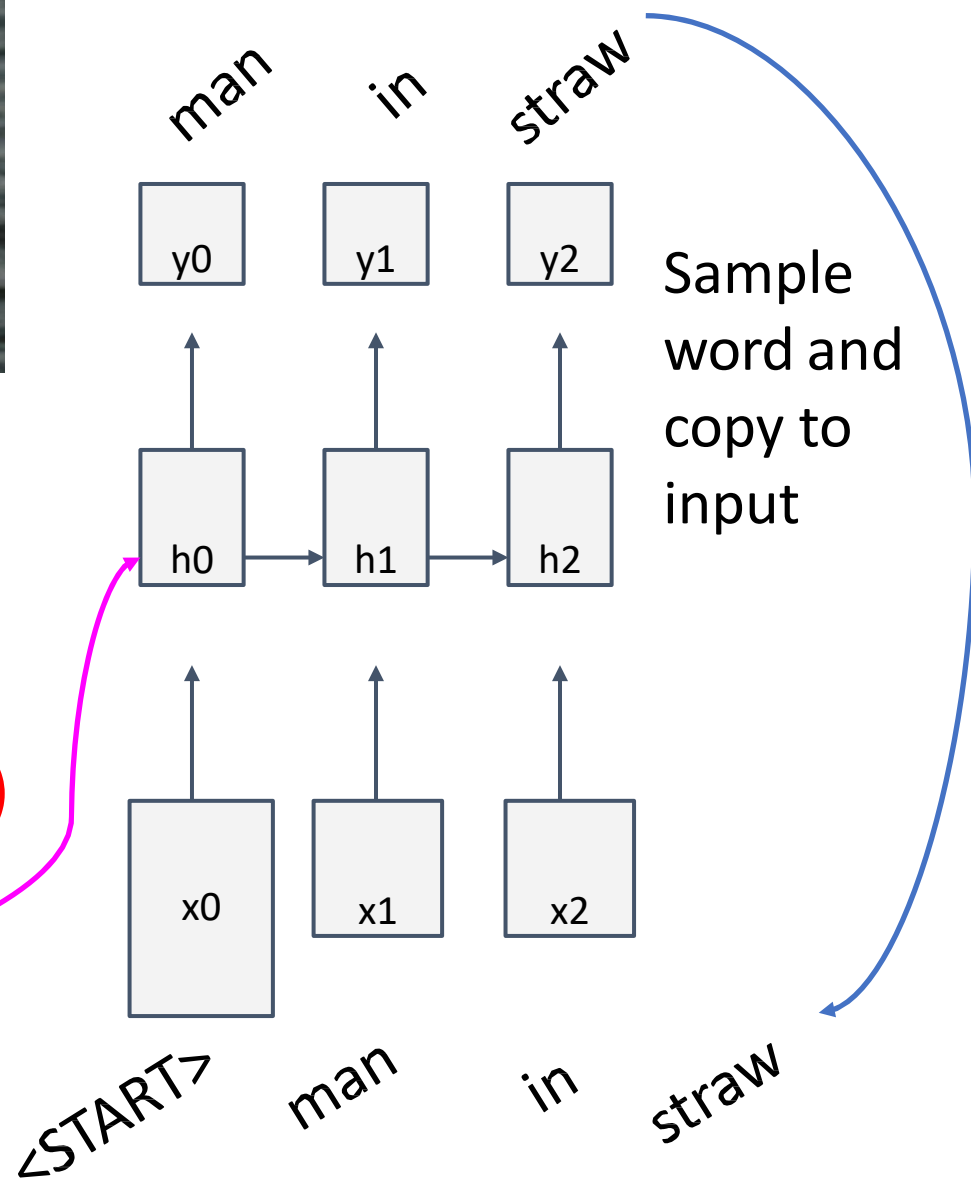 man in straw
y0 y1 y2
Sample
word and
copy to
input
h0 h1 h2
x0 x1 x2
<START> man in straw